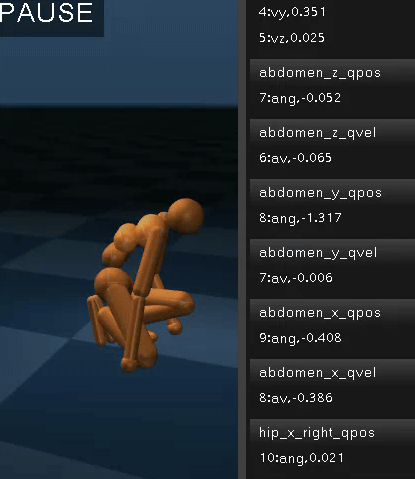 PAUSE
4:vy,0.351
5:vz,0.025
abdomen_z_qpos
7:ang,-0.052
abdomen_z_qvel
6:av,-0.065
abdomen_y_qpos
8:ang,-1.317
abdomen_y_qvel
7:av,-0.006
abdomen_x_qpos
9:ang,-0.408
abdomen_x_qvel
8:av,-0.386
hip_x_right_qpos
10:ang,0.021